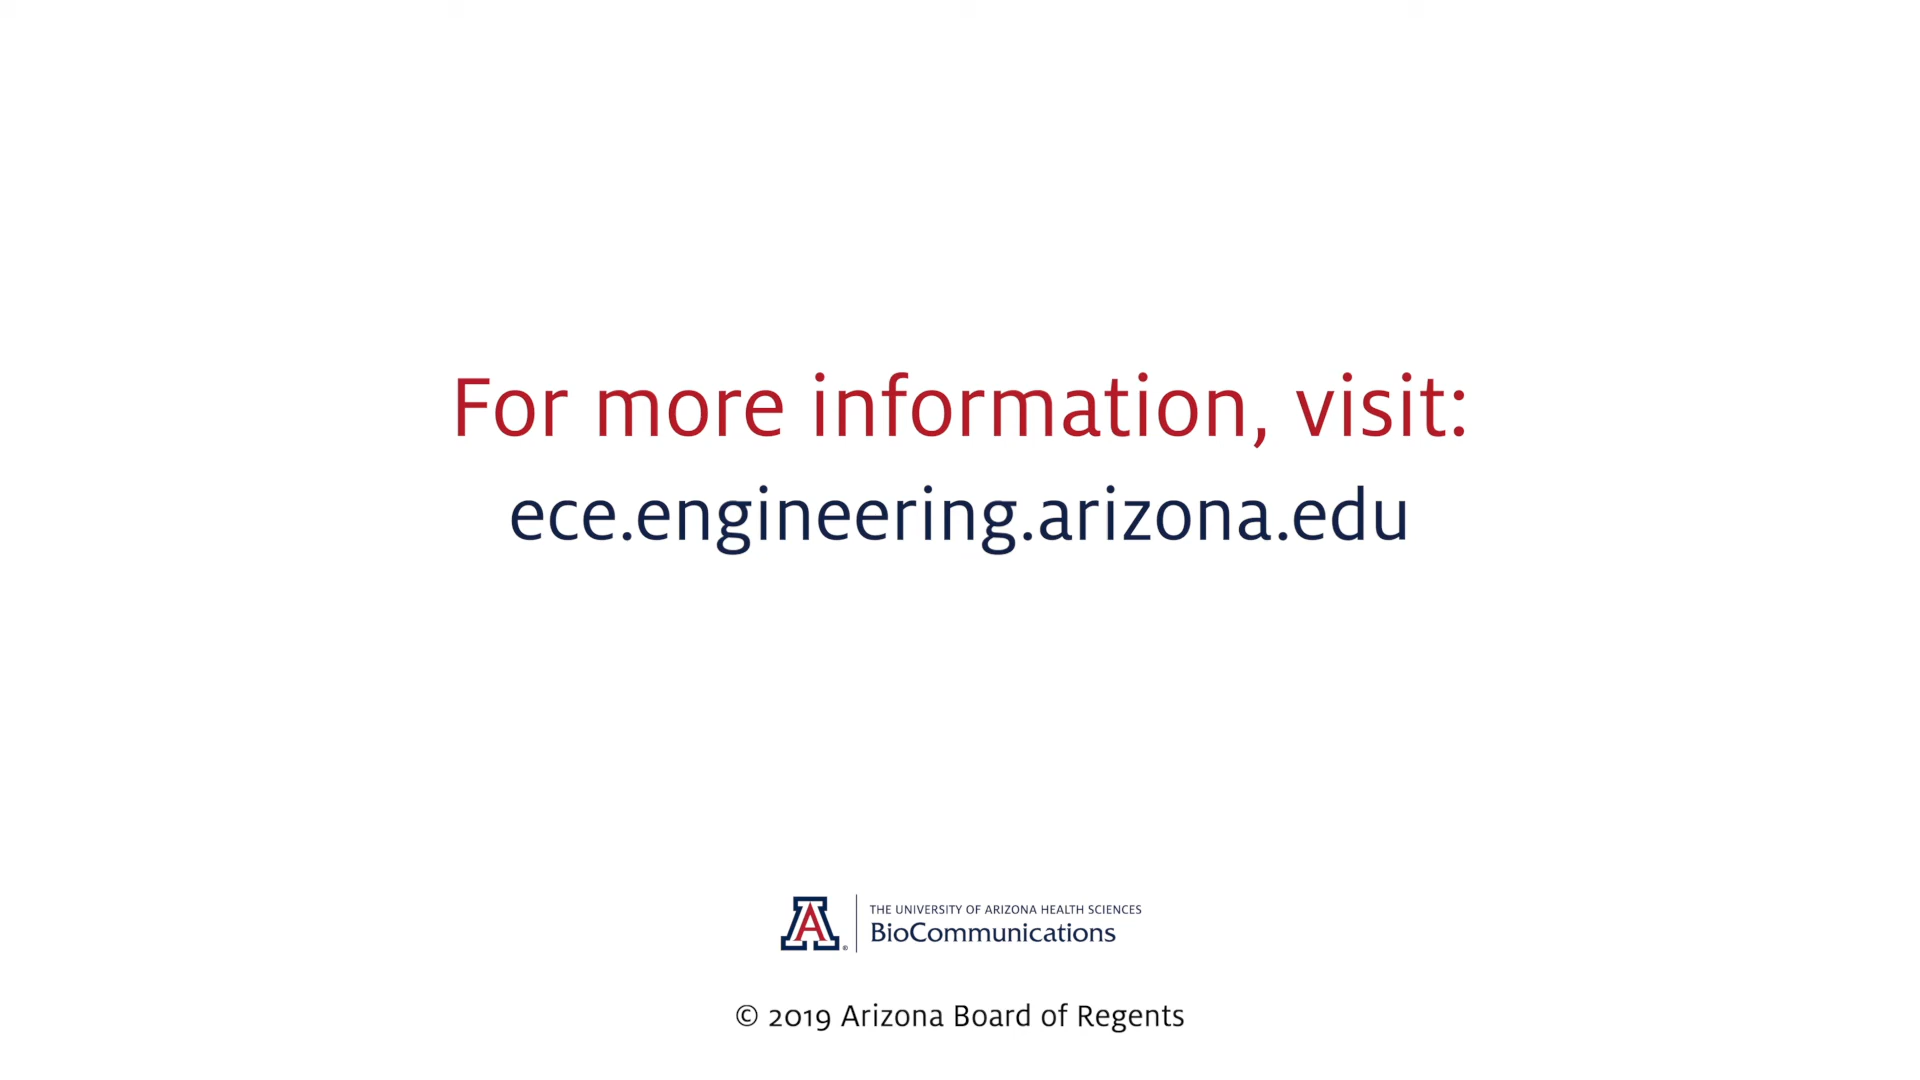 For more information, visit:
ece.engineering.arizona.edu
A
THE UNIVERSITY OF ARIZONA HEALTH SCIENCES
BioCommunications
© 2019 Arizona Board of Regents